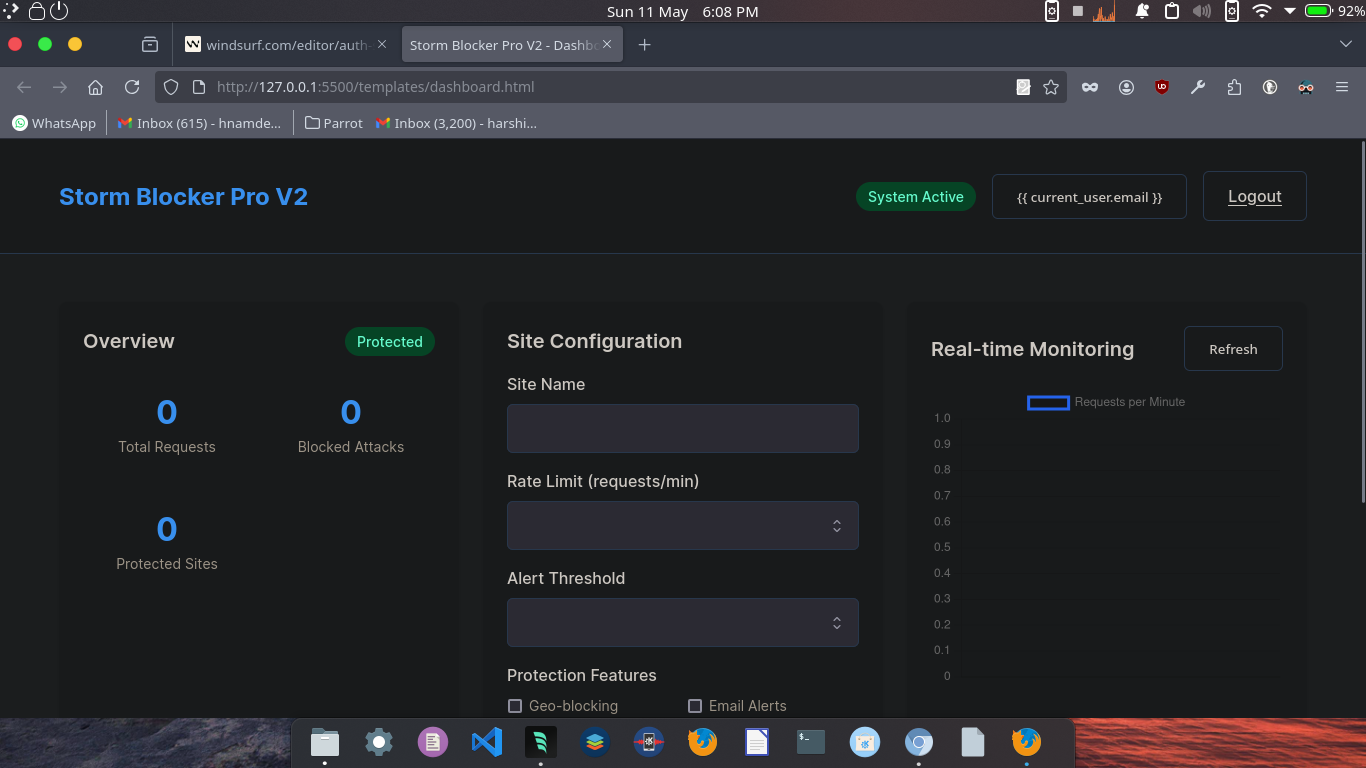 Sun 11 May 6:08 PM
92%
windsurf.com/editor/auth-
Storm Blocker Pro V2 - Dashbo
http://127.0.0.1:5500/templates/dashboard.html
WhatsApp
Inbox (615) - hnamde...
Parrot
Inbox (3,200) - harshi...
Storm Blocker Pro V2
System Active
{{ current_user.email }}
Logout
Overview
Protected
0
Total Requests
0
Blocked Attacks
0
Protected Sites
Site Configuration
Site Name
Rate Limit (requests/min)
Alert Threshold
Protection Features
Geo-blocking
Email Alerts
Real-time Monitoring
Refresh
Requests per Minute
1.0
0.9
0.8
0.7
0.6
0.5
0.4
0.3
0.2
0.1
0